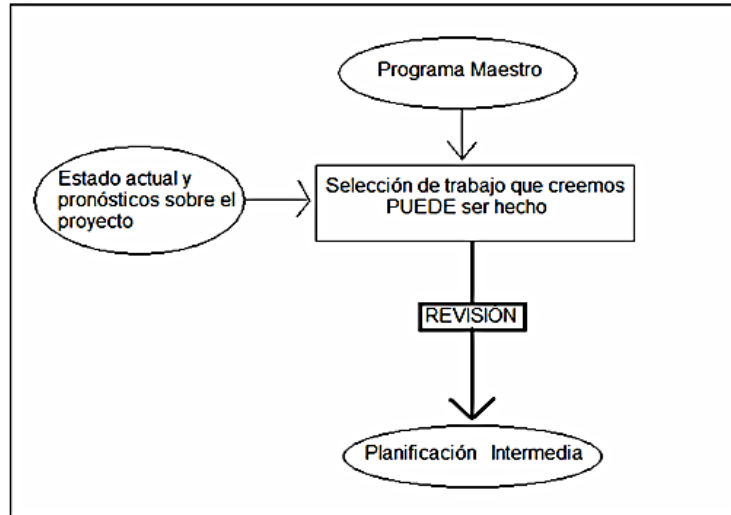 Programa Maestro
Estado actual y
pronósticos sobre el
proyecto
Selección de trabajo que creemos
PUEDE ser hecho
REVISIÓN
Planificación Intermedia